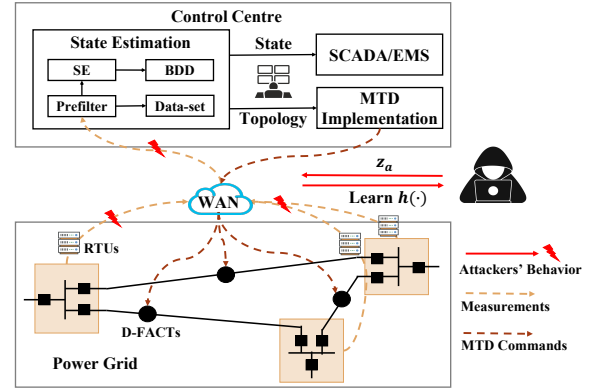 Control Centre
State Estimation
State
SE
BDD
SCADA/EMS
Prefilter
Data-set
Topology
MTD
Implementation
z_a
WAN
Learn h(·)
RTUs
Attackers' Behavior
D-FACTs
Measurements
Power Grid
MTD Commands